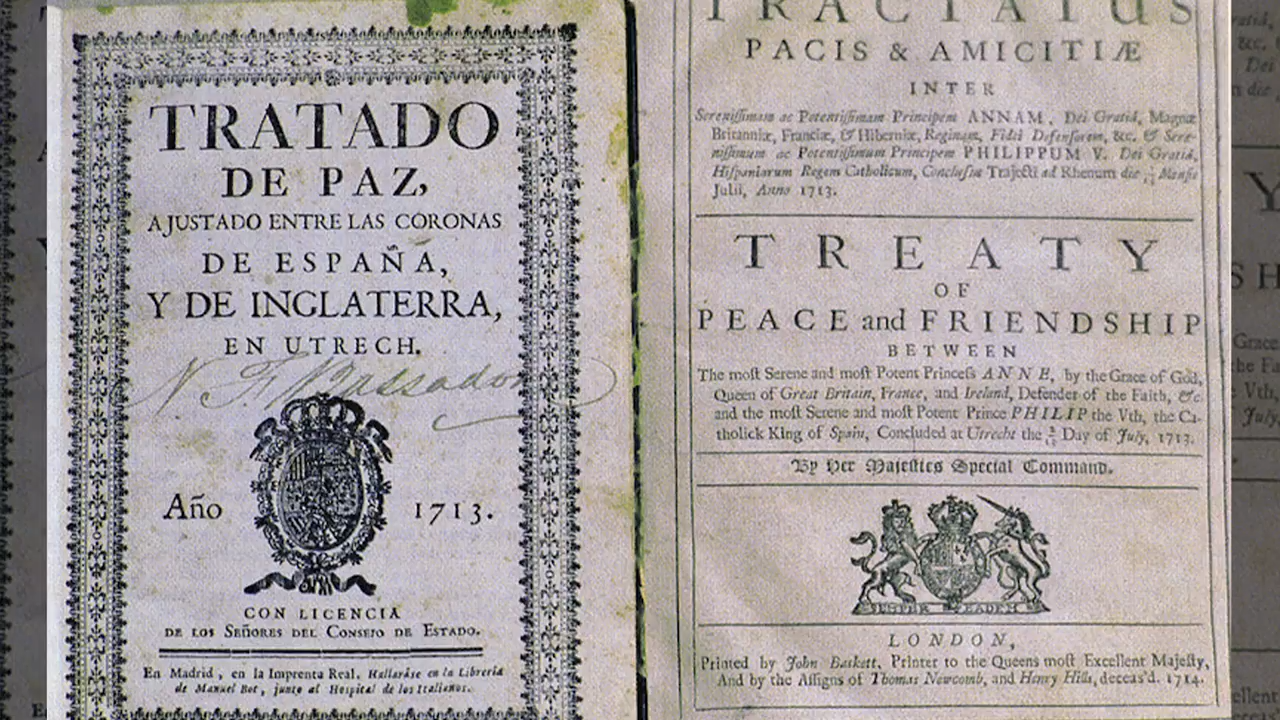 TRATADO
DE PAZ,
AJUSTADO ENTRE LAS CORONAS
DE ESPAÑA,
Y DE INGLATERRA,
EN UTRECH.
N. F. Bassadon
Año 1713.
CON LICENCIA
DE LOS SEÑORES DEL CONSEJO DE ESTADO.
En Madrid, en la Imprenta Real. Hallaráse en la Libreria
de Manuel Bot, junto al Hospital de los Italianos.
TRACTATUS
PACIS & AMICITIÆ
INTER
Sereniſſimam ac Potentiſſimam Principem ANNAM, Dei Gratiâ, Magnæ
Britanniæ, Franciæ, & Hiberniæ, Reginam, Fidei Defenſorem, &c. & Sere-
niſſimum ac Potentiſſimum Principem PHILIPPUM V. Dei Gratiâ,
Hiſpaniarum Regem Catholicum, Concluſus Trajecti ad Rhenum die Menſis
Julii, Anno 1713.
TREATY
OF
PEACE and FRIENDSHIP
BETWEEN
The moſt Serene and moſt Potent Princeſs ANNE, by the Grace of God,
Queen of Great Britain, France, and Ireland, Defender of the Faith, &c.
and the moſt Serene and moſt Potent Prince PHILIP the Vth, the Ca-
tholick King of Spain, Concluded at Utrecht the Day of July, 1713.
By Her Majeſties Special Command.
SEMPER EADEM
LONDON,
Printed by John Baskett, Printer to the Queens moſt Excellent Majeſty,
And by the Aſſigns of Thomas Newcomb, and Henry Hills, deceas'd. 1714.